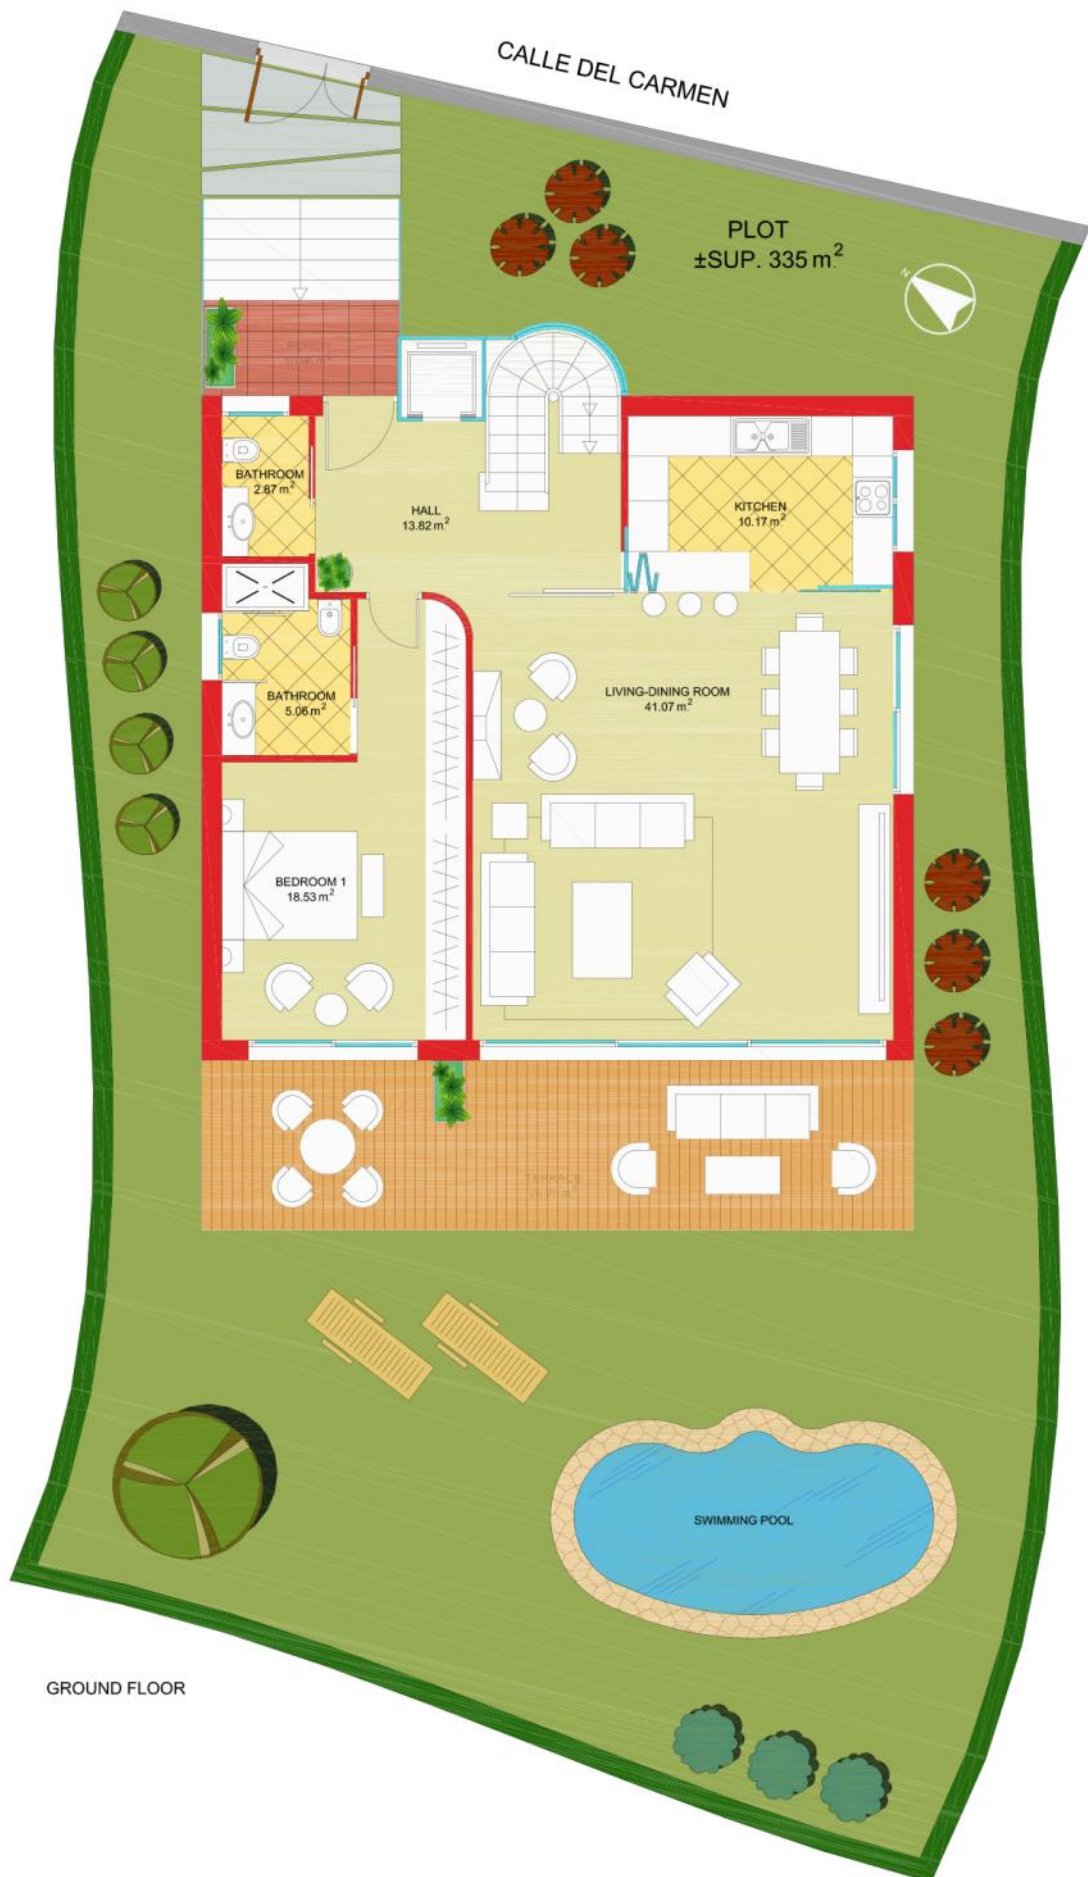 CALLE DEL CARMEN
PLOT
±SUP. 335 m²
N
BATHROOM
2.87 m²
HALL
13.82 m²
KITCHEN
10.17 m²
BATHROOM
5.06 m²
LIVING-DINING ROOM
41.07 m²
BEDROOM 1
18.53 m²
SWIMMING POOL
GROUND FLOOR